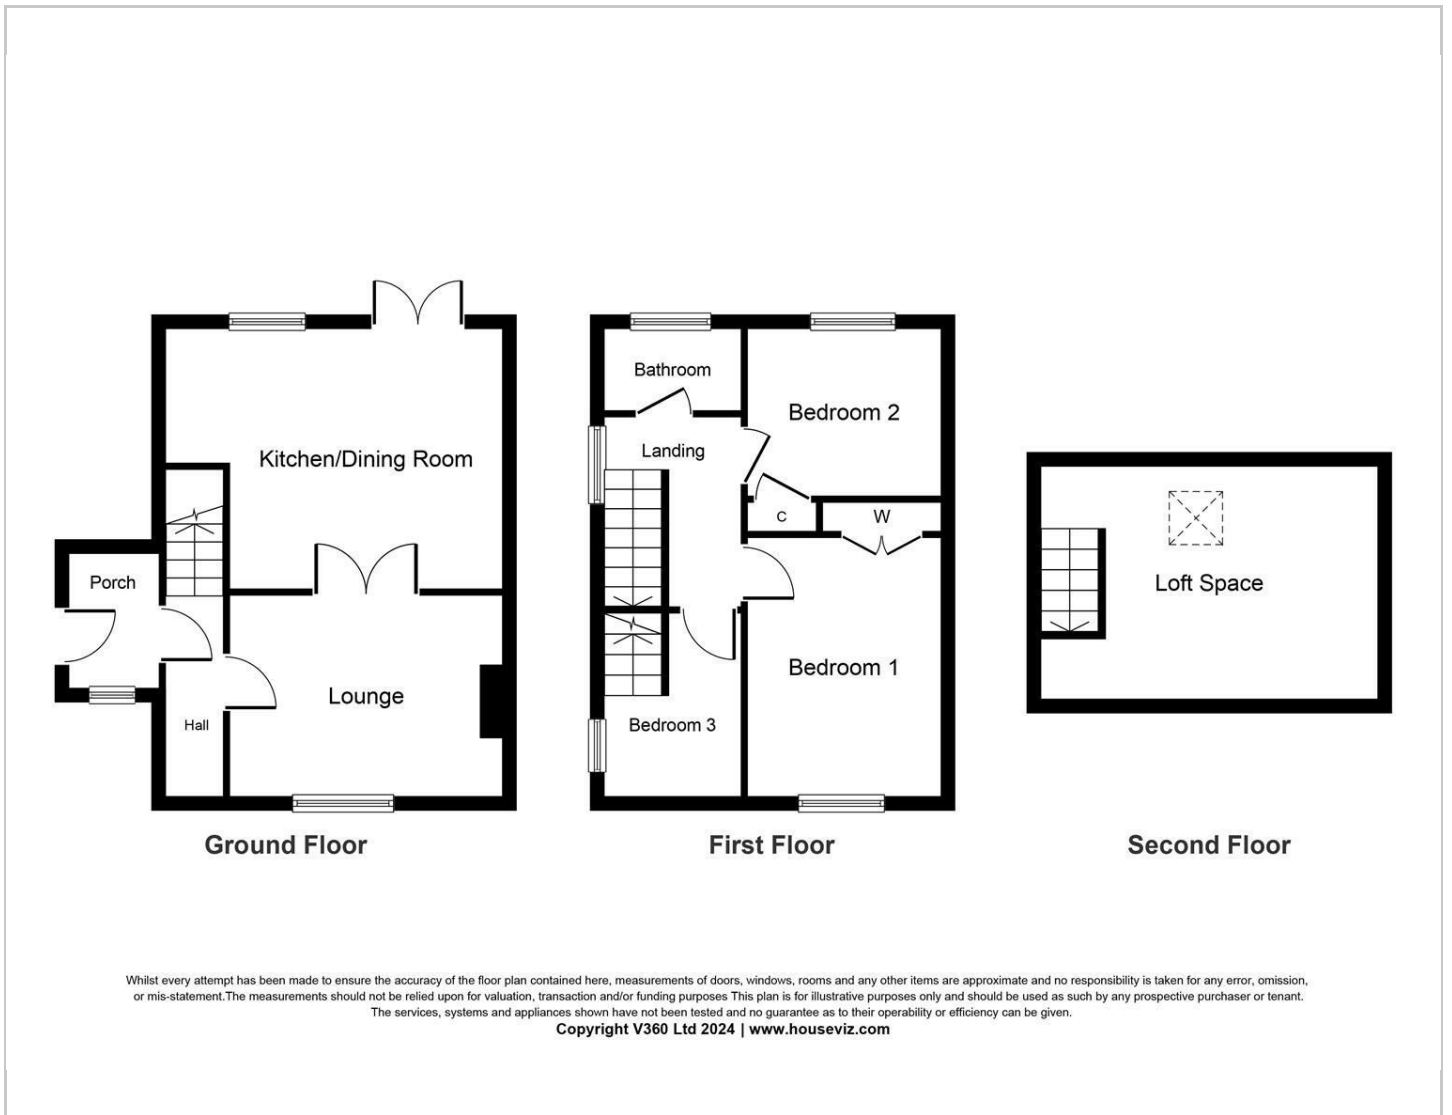 Bathroom
Bedroom 2
Landing
Kitchen/Dining Room
C
W
Porch
Loft Space
Bedroom 1
Lounge
Hall
Bedroom 3
Ground Floor
First Floor
Second Floor
Whilst every attempt has been made to ensure the accuracy of the floor plan contained here, measurements of doors, windows, rooms and any other items are approximate and no responsibility is taken for any error, omission,
or mis-statement.The measurements should not be relied upon for valuation, transaction and/or funding purposes This plan is for illustrative purposes only and should be used as such by any prospective purchaser or tenant.
The services, systems and appliances shown have not been tested and no guarantee as to their operability or efficiency can be given.
Copyright V360 Ltd 2024 | www.houseviz.com